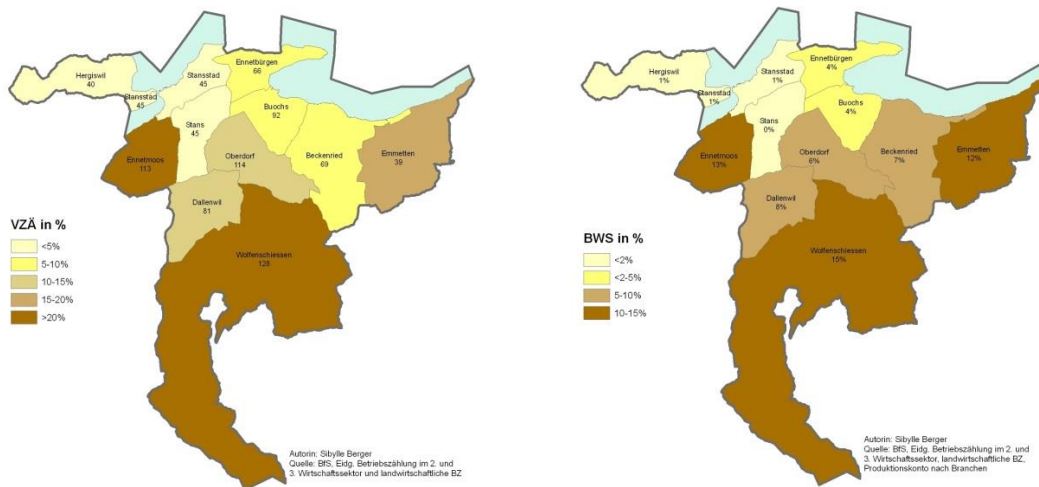 Hergiswil
40
Stansstad
45
Stansstad
45
Ennetbürgen
66
Stans
45
Buochs
92
Ennetmoos
113
Oberdorf
114
Beckenried
69
Emmetten
39
Dallenwil
81
Wolfenschiessen
128
VZÄ in %
<5%
5-10%
10-15%
15-20%
>20%
Autorin: Sibylle Berger
Quelle: BfS, Eidg. Betriebszählung im 2. und
3. Wirtschaftssektor und landwirtschaftliche BZ
Hergiswil
1%
Stansstad
1%
Stansstad
1%
Ennetbürgen
4%
Stans
0%
Buochs
4%
Ennetmoos
13%
Oberdorf
6%
Beckenried
7%
Emmetten
12%
Dallenwil
8%
Wolfenschiessen
15%
BWS in %
<2%
<2-5%
5-10%
10-15%
Autorin: Sibylle Berger
Quelle: BfS, Eidg. Betriebszählung im 2. und
3. Wirtschaftssektor, landwirtschaftliche BZ,
Produktionskonto nach Branchen